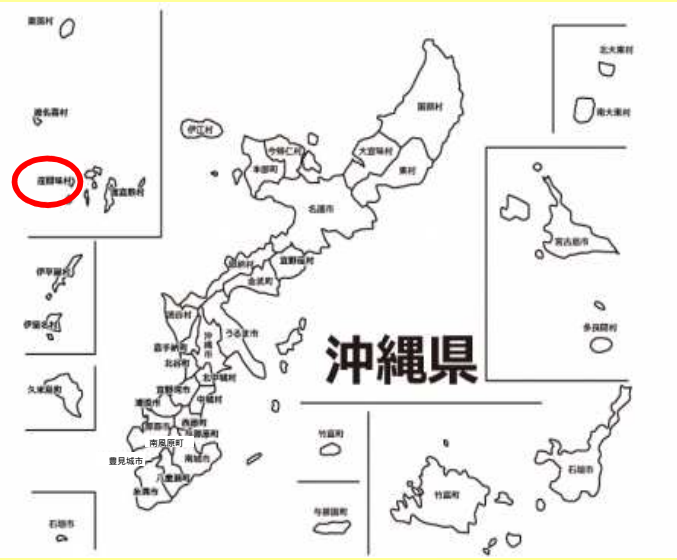 粟国村
北大東村
国頭村
渡名喜村
南大東村
伊江村
今帰仁村
大宜味村
本部町
東村
座間味村
渡嘉敷村
名護市
宮古島市
恩納村
宜野座村
伊平屋村
金武町
読谷村
伊是名村
うるま市
多良間村
沖縄市
嘉手納町
沖縄県
北谷町
北中城村
久米島町
宜野湾市
中城村
浦添市
西原町
那覇市
与那原町
竹富町
南風原町
豊見城市
南城市
石垣市
八重瀬町
糸満市
竹富町
石垣市
与那国町